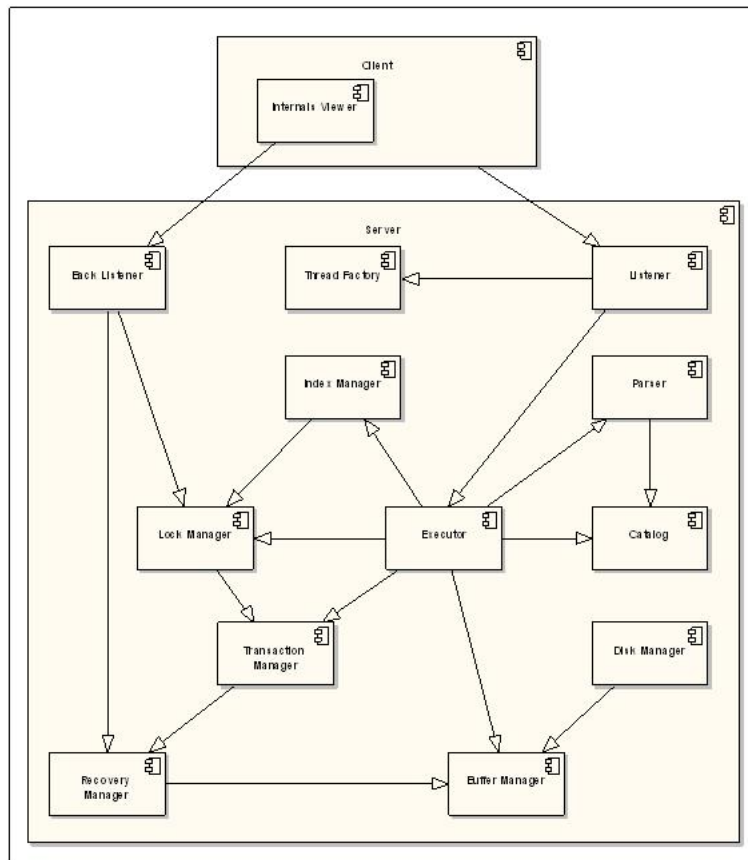 Client
Internals Viewer
Server
Back Listener
Thread Factory
Listener
Index Manager
Parser
Lock Manager
Executor
Catalog
Transaction
Manager
Disk Manager
Recovery
Manager
Buffer Manager